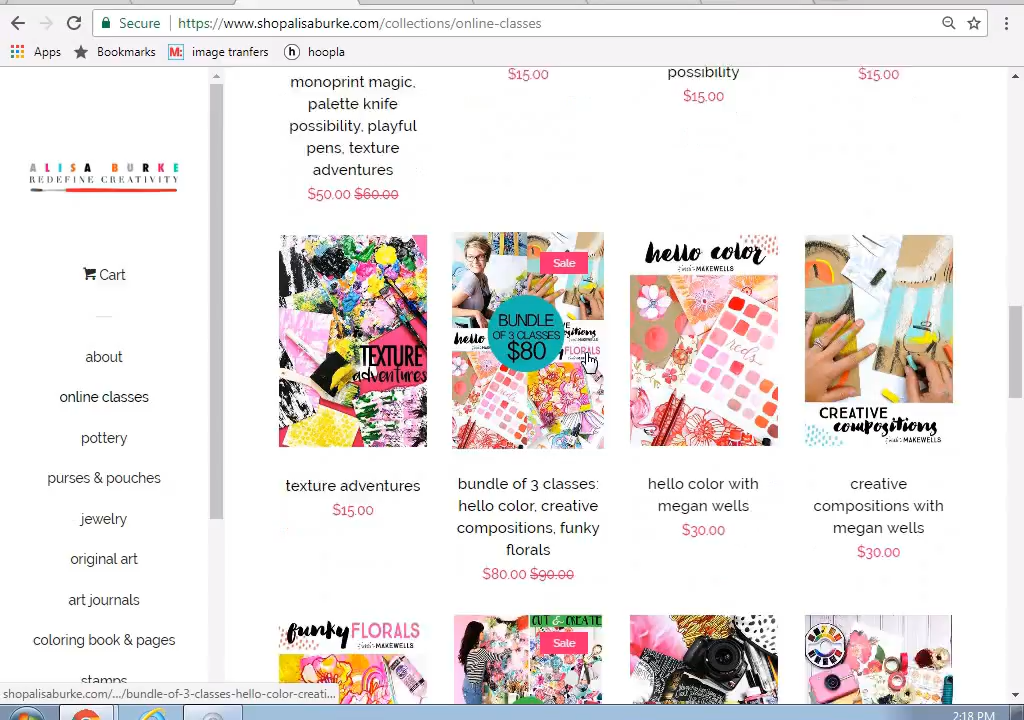 Secure https://www.shopalisaburke.com/collections/online-classes
Apps Bookmarks M: image tranfers h hoopla
ALISA BURKE
REDEFINE CREATIVITY
Cart
about
online classes
pottery
purses & pouches
jewelry
original art
art journals
coloring book & pages
stamps
monoprint magic,
palette knife
possibility, playful
pens, texture
adventures
$50.00 $60.00
$15.00
possibility
$15.00
$15.00
TEXTURE
adventures
texture adventures
$15.00
Sale
BUNDLE
OF 3 CLASSES
$80
hello
FLORALS
bundle of 3 classes:
hello color, creative
compositions, funky
florals
$80.00 $90.00
hello color
with MAKEWELLS
reds
hello color with
megan wells
$30.00
CREATIVE
compositions
with MAKEWELLS
creative
compositions with
megan wells
$30.00
funky FLORALS
with MAKEWELLS
CUT & CREATE
Sale
shopalisaburke.com/.../bundle-of-3-classes-hello-color-creati...
2:18 PM